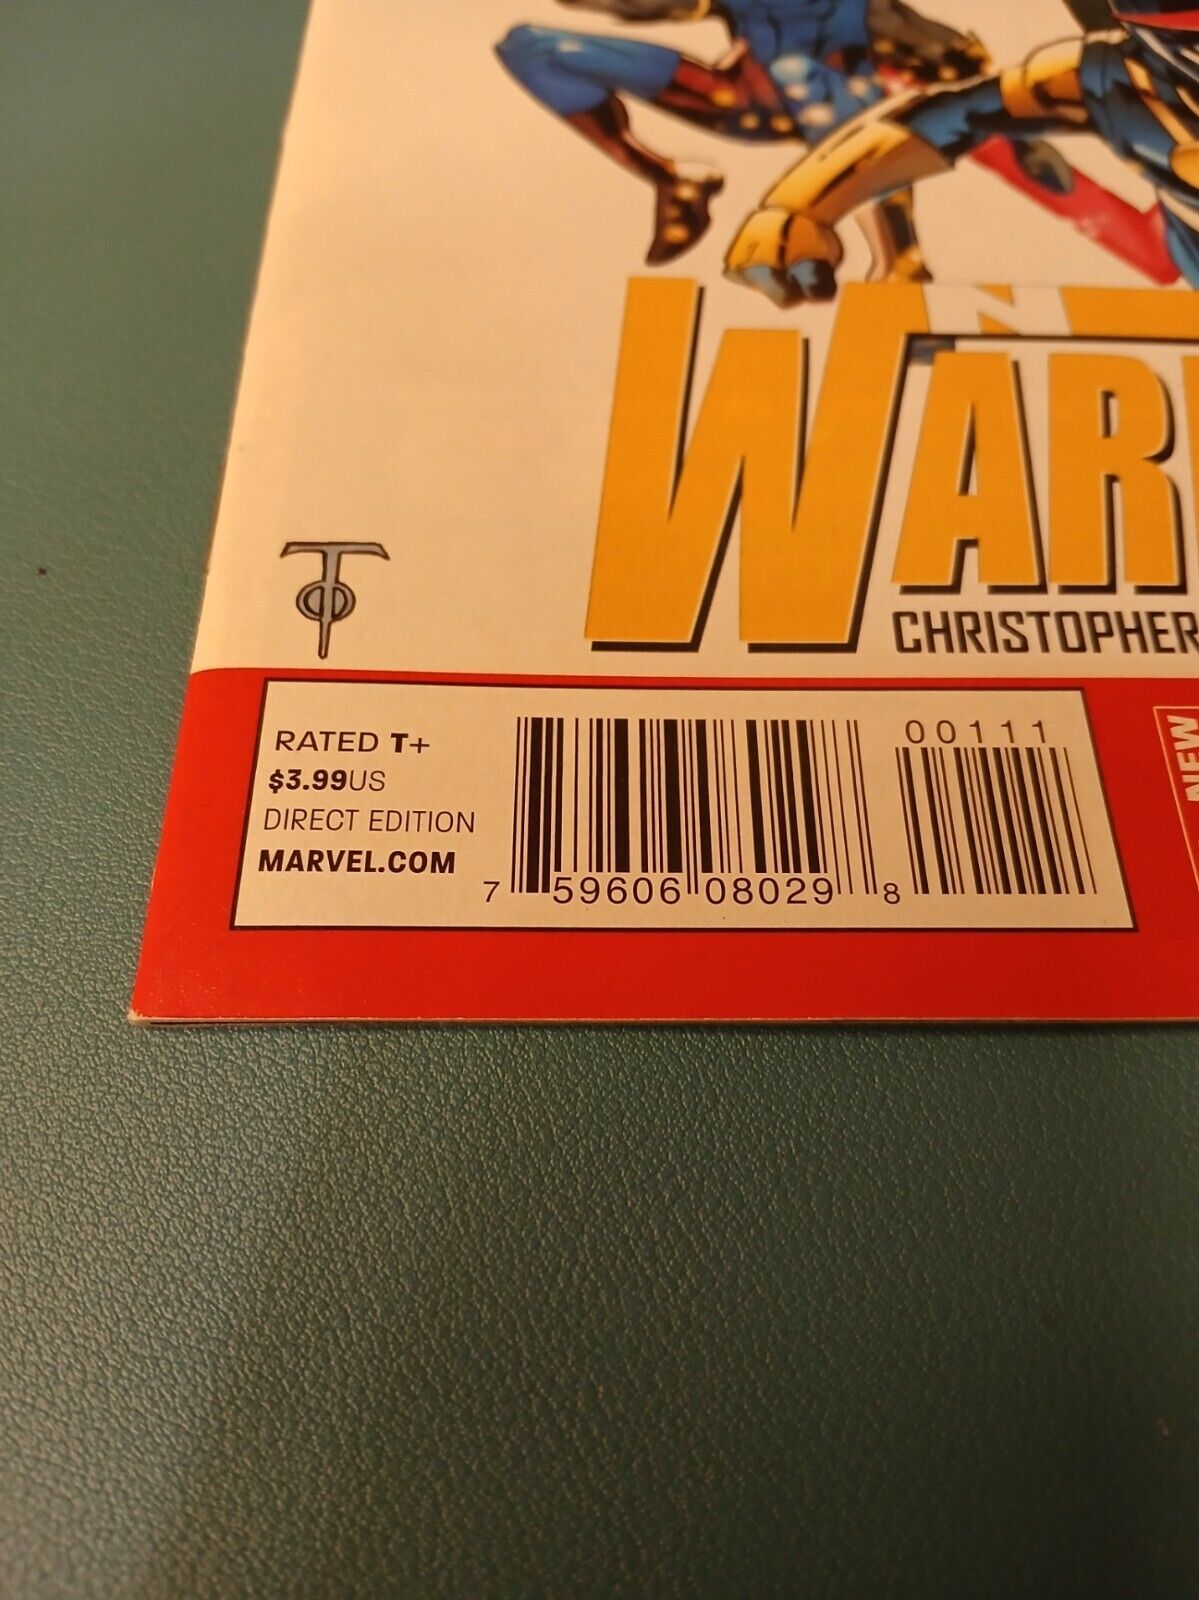 N
WAR
CHRISTOPHER
RATED T+
$3.99US
DIRECT EDITION
MARVEL.COM
00111
7 59606 08029 8
NEW